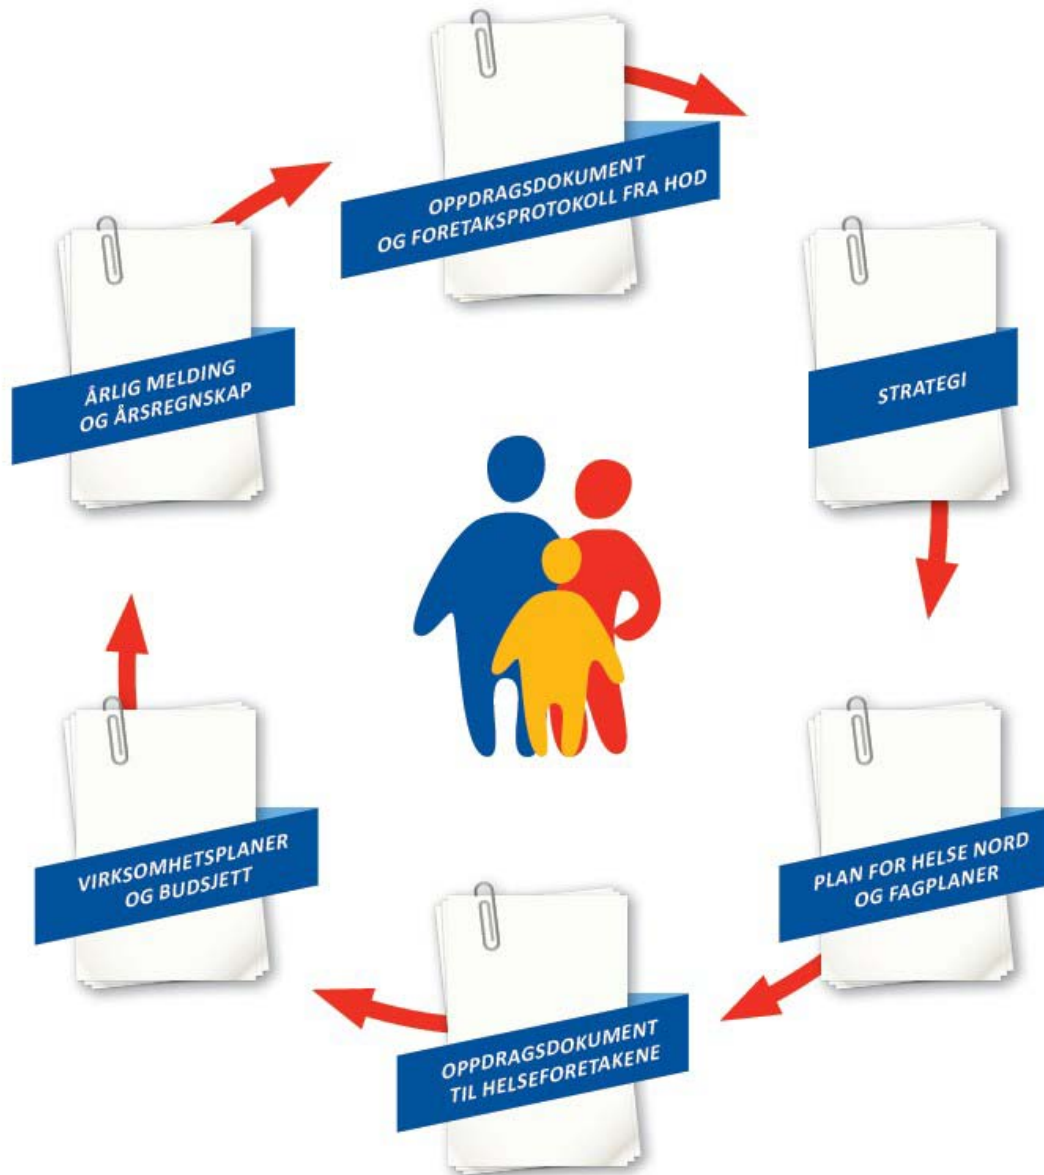 OPPDRAGSDOKUMENT
OG FORETAKSPROTOKOLL FRA HOD
STRATEGI
PLAN FOR HELSE NORD
OG FAGPLANER
OPPDRAGSDOKUMENT
TIL HELSEFORETAKENE
VIRKSOMHETSPLANER
OG BUDSJETT
ÅRLIG MELDING
OG ÅRSREGNSKAP